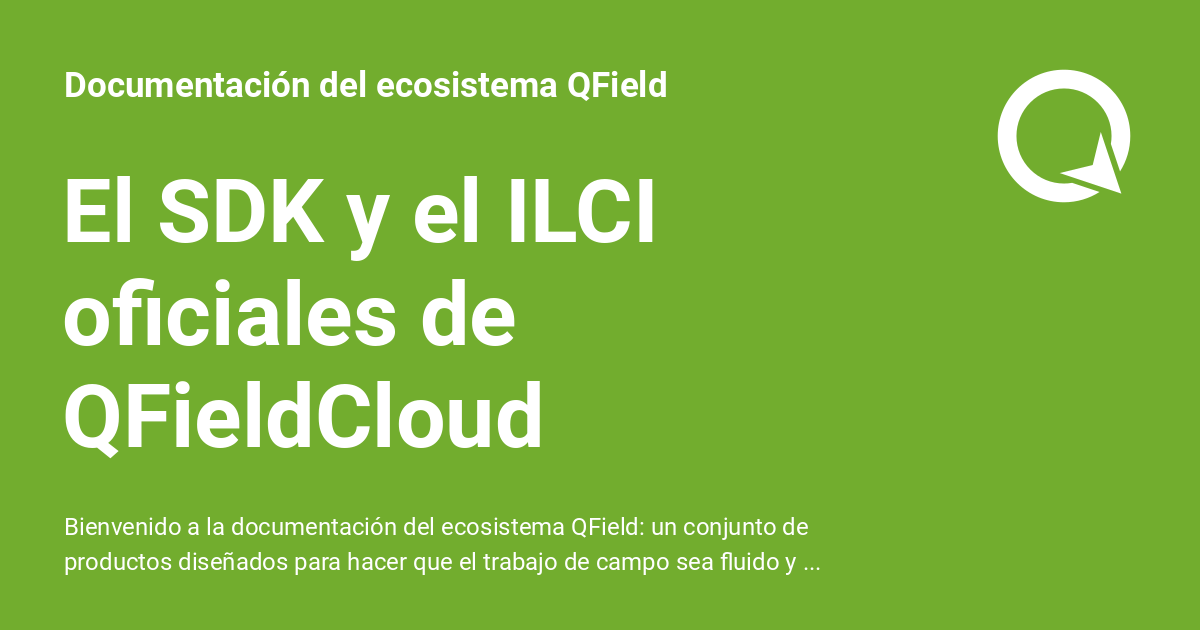 Documentación del ecosistema QField
El SDK y el ILCI
oficiales de
QFieldCloud
Bienvenido a la documentación del ecosistema QField: un conjunto de
productos diseñados para hacer que el trabajo de campo sea fluido y ...